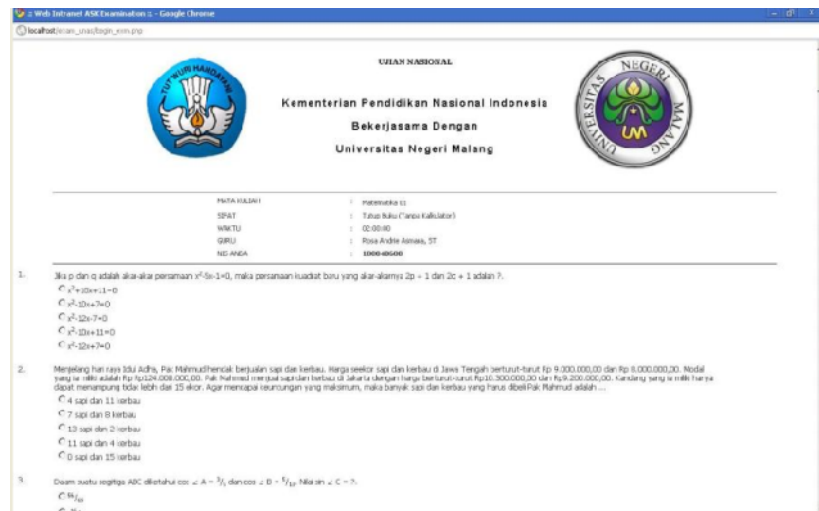 :: Web Intranet ASK Examination :: - Google Chrome
localhost/exam_unas/begin_exm.php
TUT WURI HANDAYANI
UNIVERSITAS NEGERI MALANG
UM
UJIAN NASIONAL
Kementerian Pendidikan Nasional Indonesia
Bekerjasama Dengan
Universitas Negeri Malang
MATA KULIAH :
SIFAT : Tutup Buku (Tanpa Kalkulator)
WAKTU : 02:00:00
GURU : Rosa Andrie Asmara, ST
NO ANDA :
1. Jika p dan q adalah akar-akar persamaan x²-5x-1=0, maka persamaan kuadrat baru yang akar-akarnya 2p + 1 dan 2q + 1 adalah ?.
x²+10x+11=0
x²-10x+7=0
x²-12x-7=0
x²-10x+11=0
x²-12x+7=0
2. Menjelang hari raya Idul Adha, Pak Mahmud hendak berjualan sapi dan kerbau. Harga seekor sapi dan kerbau di Jawa Tengah berturut-turut Rp 9.000.000,00 dan Rp 8.000.000,00. Modal
yang ia miliki adalah Rp Rp124.000.000,00. Pak Mahmud menjual sapi dan kerbau di Jakarta dengan harga berturut-turut Rp10.300.000,00 dan Rp9.200.000,00. Kandang yang ia miliki hanya
dapat menampung tidak lebih dari 15 ekor. Agar mencapai keuntungan yang maksimum, maka banyak sapi dan kerbau yang harus dibeli Pak Mahmud adalah ...
4 sapi dan 11 kerbau
7 sapi dan 8 kerbau
13 sapi dan 2 kerbau
11 sapi dan 4 kerbau
0 sapi dan 15 kerbau
3. Dalam suatu segitiga ABC diketahui cos ∠ A = dan cos ∠ B = Nilai sin ∠ C = ?.